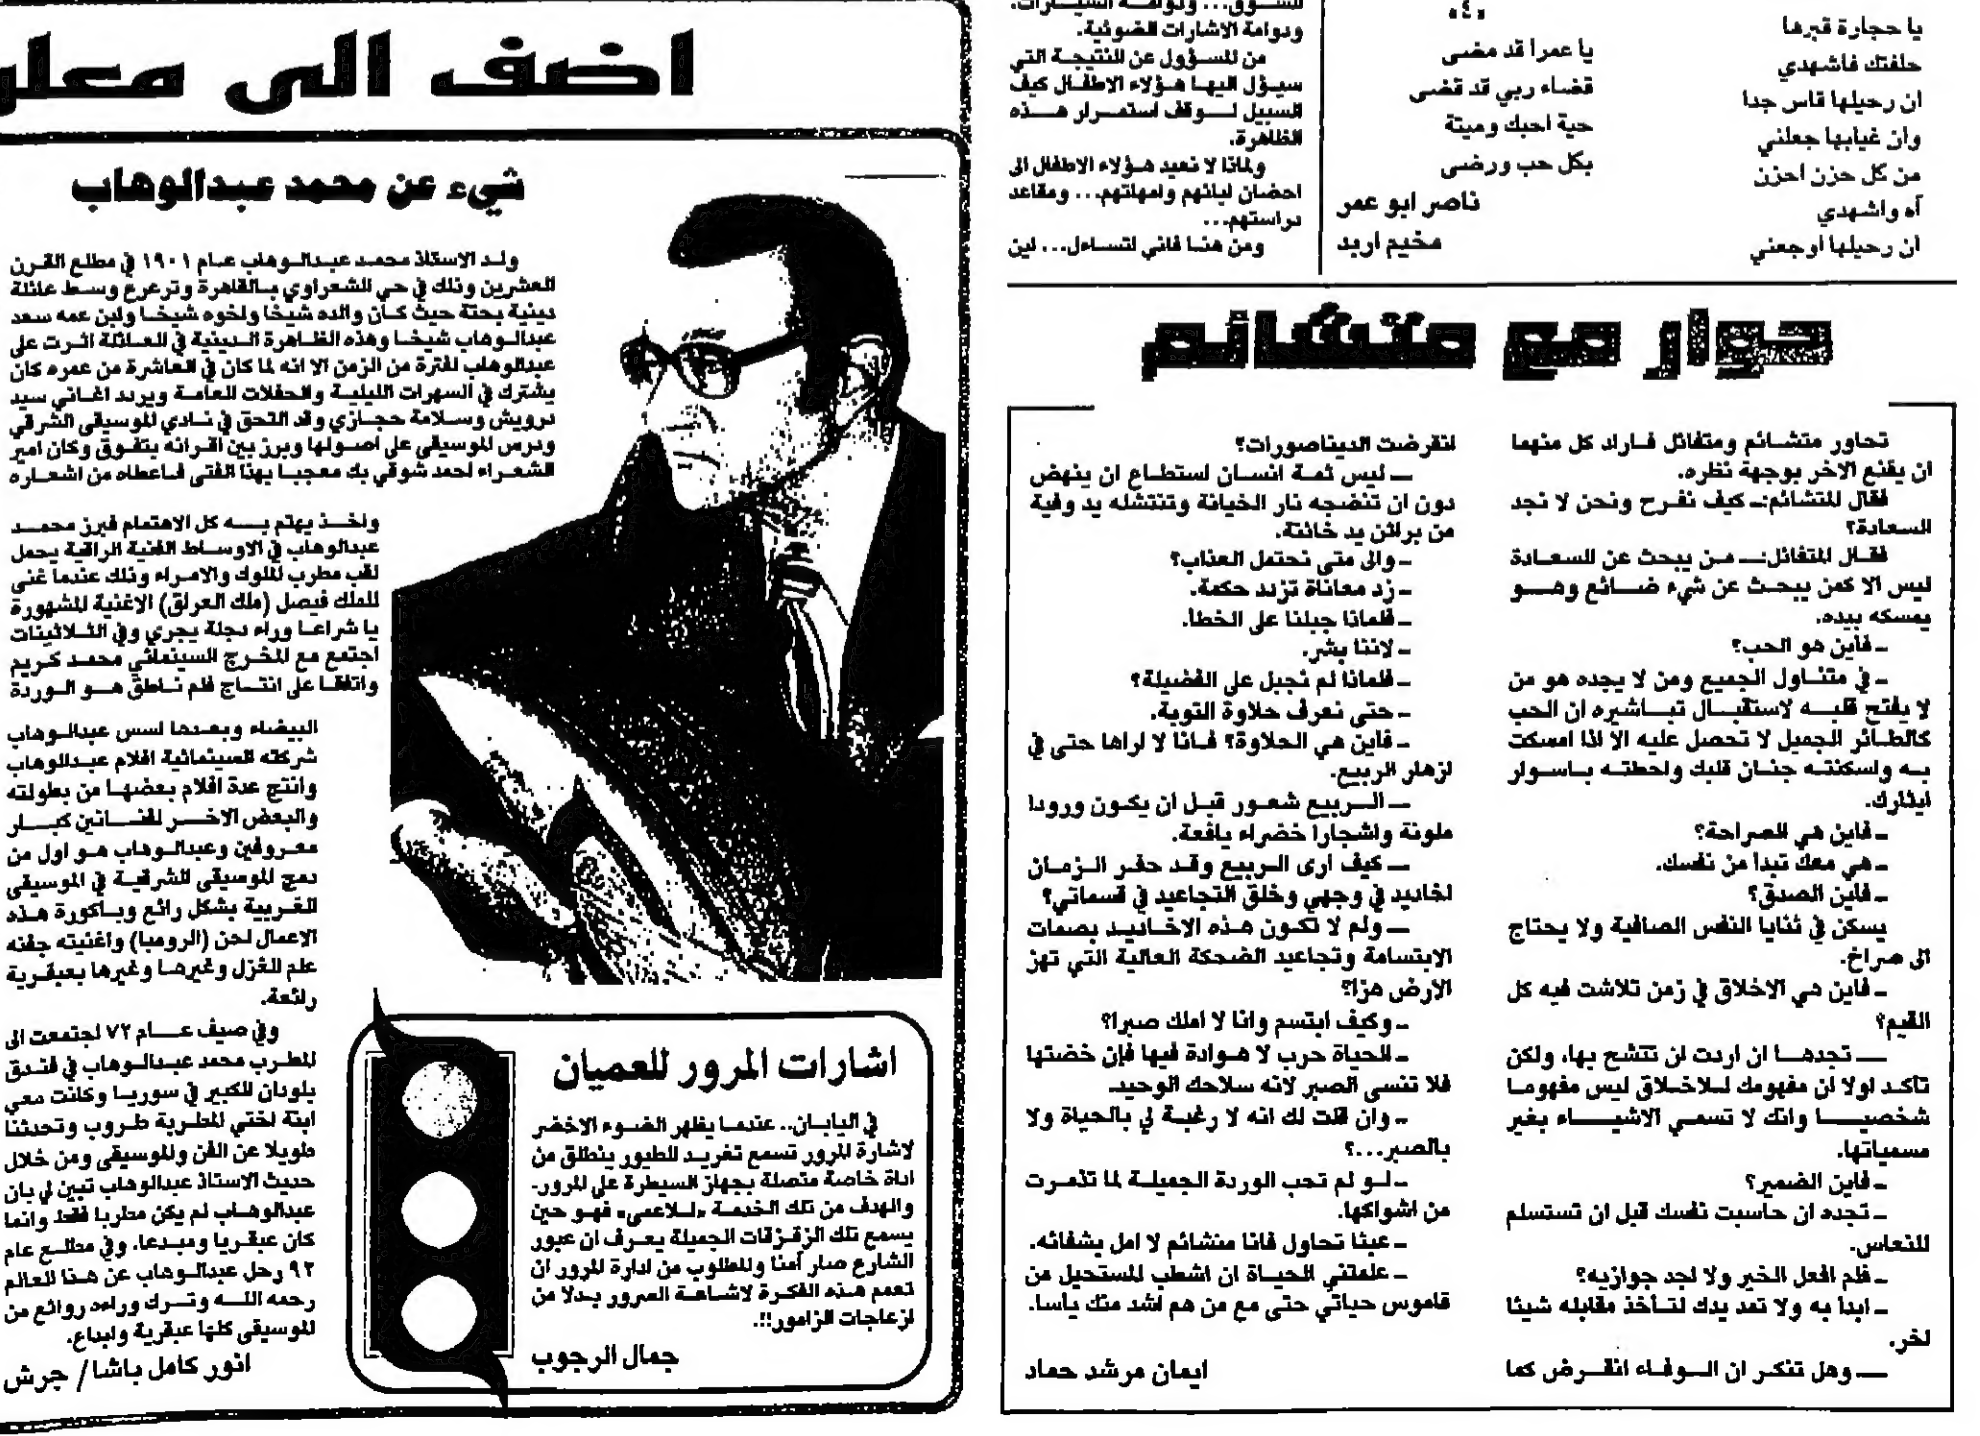 يا حجارة قبرها
حلفتك فاشهدي
ان رحيلها قاس جدا
وان غيابها جعلني
من كل حزن احزن
آه واشهدي
ان رحيلها اوجعني
«٤»
يا عمرا قد مضى
قضاء ربي قد قضى
حية احبك وميتة
بكل حب ورضى
ناصر ابو عمر
مخيم اربد
للسوق... ودوامة السيارات.
ودوامة الاشارات الضوئية.
من المسؤول عن النتيجة التي
سيؤل اليها هؤلاء الاطفال كيف
السبيل لوقف استمرار هذه
الظاهرة.
ولماذا لا نعيد هؤلاء الاطفال الى
احضان ابائهم وامهاتهم... ومقاعد
دراستهم...
ومن هنا فاني اتساءل... اين
حوار مع متشائم
تحاور متشائم ومتفائل فاراد كل منهما
ان يقنع الاخر بوجهة نظره.
فقال المتشائم:ـ كيف نفرح ونحن لا نجد
السعادة؟
فقال المتفائل:ـ من يبحث عن السعادة
ليس الا كمن يبحث عن شيء ضائع وهو
يمسكه بيده.
ـ فاين هو الحب؟
ـ في متناول الجميع ومن لا يجده هو من
لا يفتح قلبه لاستقبال تباشيره ان الحب
كالطائر الجميل لا تحصل عليه الا اذا امسكت
به واسكنته جنان قلبك واحطته باسوار
ايثارك.
ـ فاين هي الصراحة؟
ـ هي معك تبدأ من نفسك.
ـ فاين الصدق؟
يسكن في ثنايا النفس الصافية ولا يحتاج
الى صراخ.
ـ فاين هي الاخلاق في زمن تلاشت فيه كل
القيم؟
ـ تجدها ان اردت ان تتشح بها، ولكن
تأكد اولا ان مفهومك للاخلاق ليس مفهوما
شخصيا وانك لا تسمي الاشياء بغير
مسمياتها.
ـ فاين الضمير؟
ـ تجده ان حاسبت نفسك قبل ان تستسلم
للنعاس.
ـ فلم افعل الخير ولا اجد جوازيه؟
ـ ابدا به ولا تمد يدك لتأخذ مقابله شيئا
اخر.
ـ وهل تنكر ان الوفاء انقرض كما
انقرضت الديناصورات؟
ـ ليس ثمة انسان استطاع ان ينهض
دون ان تنضجه نار الخيانة وتنتشله يد وفية
من براثن يد خائنة.
ـ والى متى نحتمل العذاب؟
ـ زد معاناة تزدد حكمة.
ـ فلماذا جبلنا على الخطأ.
ـ لاننا بشر.
ـ فلماذا لم نجبل على الفضيلة؟
ـ حتى نعرف حلاوة التوبة.
ـ فاين هي الحلاوة؟ فانا لا اراها حتى في
ازهار الربيع.
ـ الربيع شعور قبل ان يكون ورودا
ملونة واشجارا خضراء يافعة.
ـ كيف ارى الربيع وقد حفر الزمان
اخاديد في وجهي وخلق التجاعيد في قسماتي؟
ـ ولم لا تكون هذه الاخاديد بصمات
الابتسامة وتجاعيد الضحكة العالية التي تهز
الارض هزا؟
ـ وكيف ابتسم وانا لا املك صبرا؟
ـ الحياة حرب لا هوادة فيها فإن خضتها
فلا تنسى الصبر لانه سلاحك الوحيد.
ـ وان قلت لك انه لا رغبة لي بالحياة ولا
بالصبر...؟
ـ لو لم تحب الوردة الجميلة لما تذمرت
من اشواكها.
ـ عبثا تحاول فانا متشائم لا امل بشفائه.
ـ علمتني الحياة ان اشطب المستحيل من
قاموس حياتي حتى مع من هم اشد منك يأسا.
ايمان مرشد حماد
اضف الى
شيء عن محمد عبدالوهاب
ولد الاستاذ محمد عبدالوهاب عام ١٩٠١ في مطلع القرن
العشرين وذلك في حي الشعراوي بالقاهرة وترعرع وسط عائلة
دينية بحتة حيث كان والده شيخا واخوه شيخا وابن عمه سعد
عبدالوهاب شيخا وهذه الظاهرة الدينية في العائلة اثرت على
عبدالوهاب لفترة من الزمن الا انه لما كان في العاشرة من عمره كان
يشترك في السهرات الليلية والحفلات العامة ويردد اغاني سيد
درويش وسلامة حجازي وقد التحق في نادي الموسيقى الشرقي
ودرس الموسيقى على اصولها وبرز بين اقرانه بتفوق وكان امير
الشعراء احمد شوقي بك معجبا بهذا الفتى فاعطاه من اشعاره
واخذ يهتم به كل الاهتمام فبرز محمد
عبدالوهاب في الاوساط الفنية الراقية يحمل
لقب مطرب الملوك والامراء وذلك عندما غنى
للملك فيصل (ملك العراق) الاغنية المشهورة
يا شراعا وراء دجلة يجري وفي الثلاثينات
اجتمع مع المخرج السينمائي محمد كريم
واتفقا على انتاج فلم ناطق هو الوردة
البيضاء وبعدها اسس عبدالوهاب
شركته السينمائية افلام عبدالوهاب
وانتج عدة افلام بعضها من بطولته
والبعض الاخر لفنانين كبار
معروفين وعبدالوهاب هو اول من
دمج الموسيقى الشرقية في الموسيقى
الغربية بشكل رائع وباكورة هذه
الاعمال لحن (الرومبا) واغنيته جفنه
علم الغزل وغيرها وغيرها بعبقرية
رائعة.
وفي صيف عام ٧٢ اجتمعت الى
المطرب محمد عبدالوهاب في فندق
بلودان الكبير في سوريا وكانت معي
ابنة اختي المطربة طروب وتحدثنا
طويلا عن الفن والموسيقى ومن خلال
حديث الاستاذ عبدالوهاب تبين لي بان
عبدالوهاب لم يكن مطربا فقط وانما
كان عبقريا ومبدعا. وفي مطلع عام
٩٢ رحل عبدالوهاب عن هذا العالم
رحمه الله وترك وراءه روائع من
الموسيقى كلها عبقرية وابداع.
انور كامل باشا/ جرش
اشارات المرور للعميان
في اليابان.. عندما يظهر الضوء الاخضر
لاشارة المرور تسمع تغريد للطيور ينطلق من
اداة خاصة متصلة بجهاز السيطرة على المرور.
والهدف من تلك الخدمة «للاعمى» فهو حين
يسمع تلك الزقزقات الجميلة يعرف ان عبور
الشارع صار آمنا والمطلوب من ادارة المرور ان
تعمم هذه الفكرة لاشاعة السرور بدلا من
ازعاجات الزامور!!.
جمال الرجوب